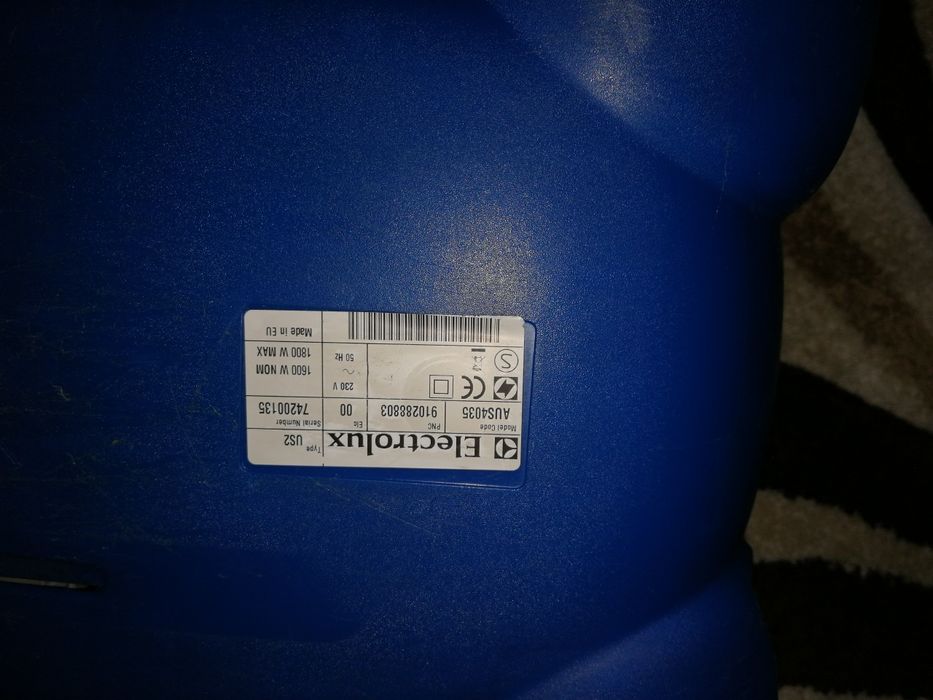 Electrolux
Type
US2
Model Code
AUS4035
PNC
910288803
Elc
00
Serial Number
74200135
CE
S
230 V
~
50 Hz
1600 W NOM
1800 W MAX
Made in EU